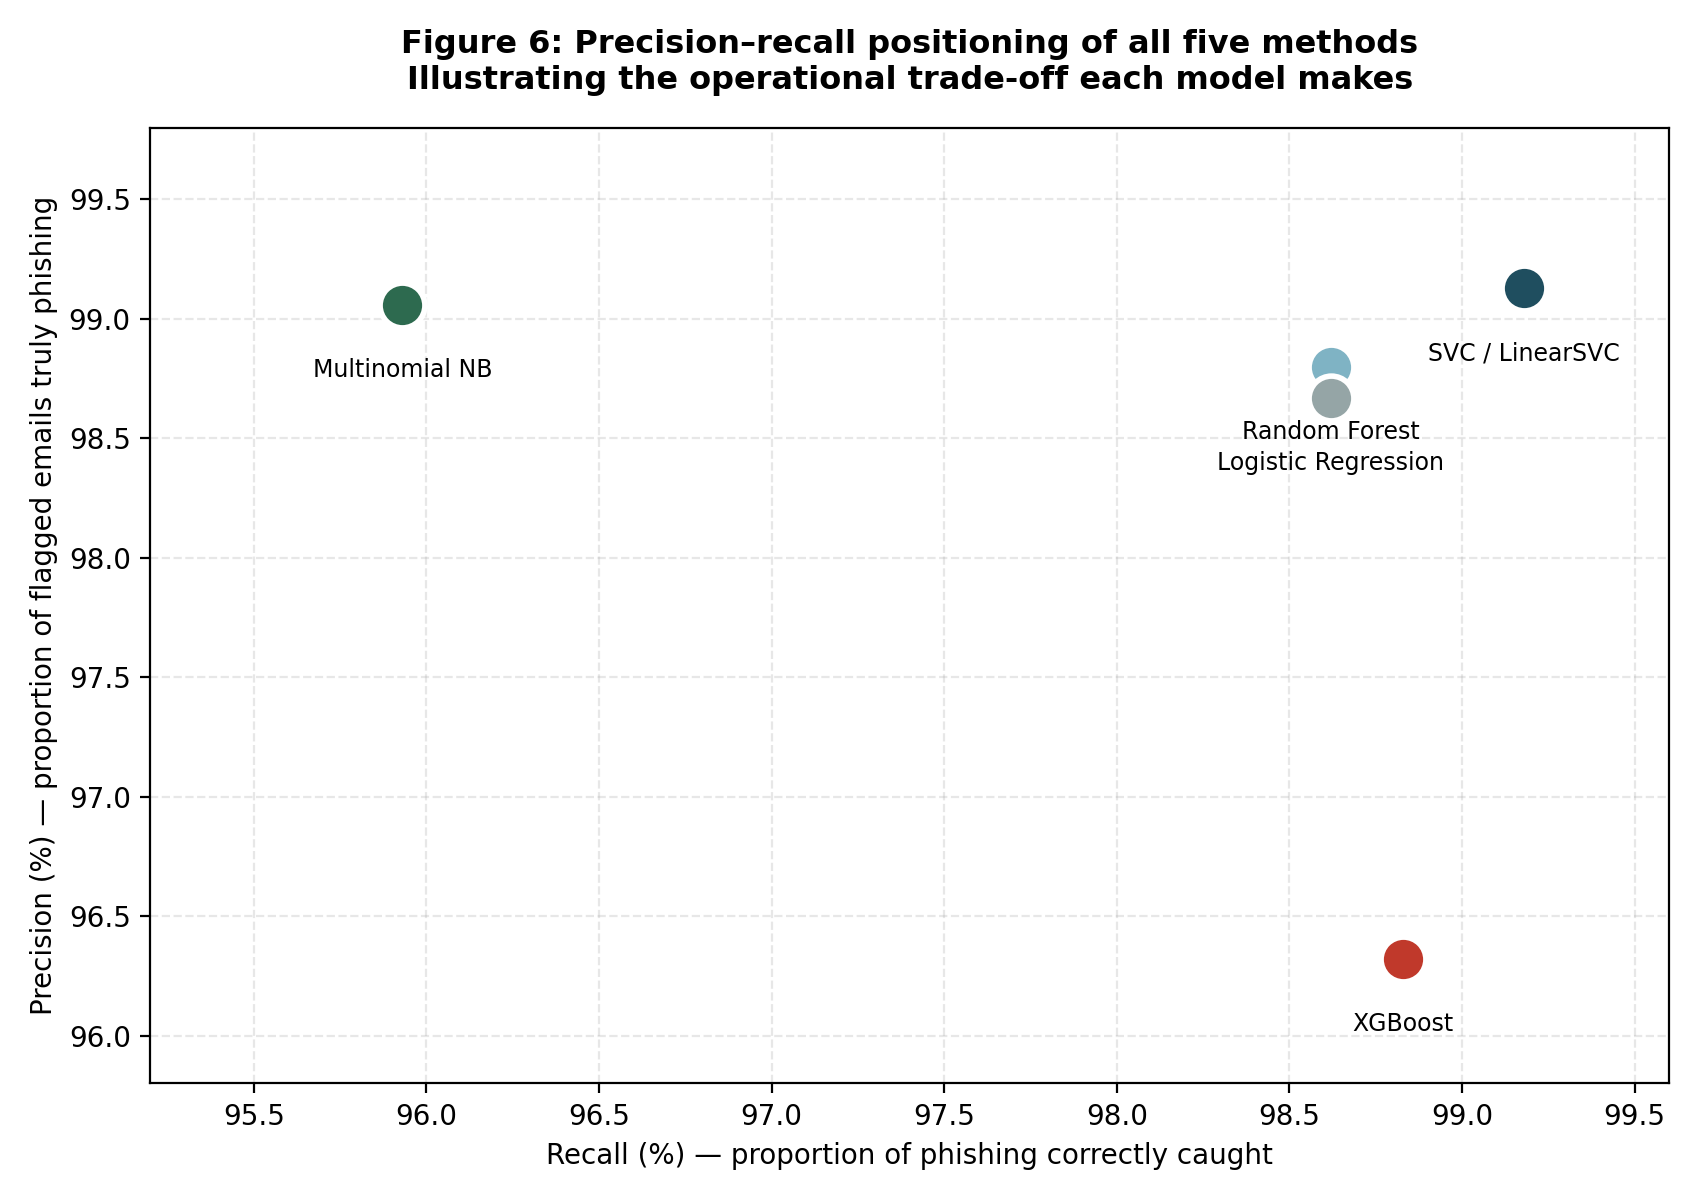 Figure 6: Precision–recall positioning of all five methods
Illustrating the operational trade-off each model makes
Precision (%) — proportion of flagged emails truly phishing
99.5
99.0
98.5
98.0
97.5
97.0
96.5
96.0
Multinomial NB
SVC / LinearSVC
Random Forest
Logistic Regression
XGBoost
95.5
96.0
96.5
97.0
97.5
98.0
98.5
99.0
99.5
Recall (%) — proportion of phishing correctly caught